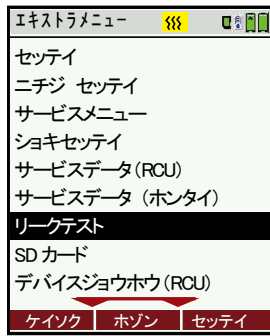 エキストラメニュー
セッテイ
ニチジ セッテイ
サービスメニュー
ショキセッテイ
サービスデータ(RCU)
サービスデータ (ホンタイ)
リークテスト
SD カード
デバイスジョウホウ(RCU)
ケイソク ホゾン セッテイ